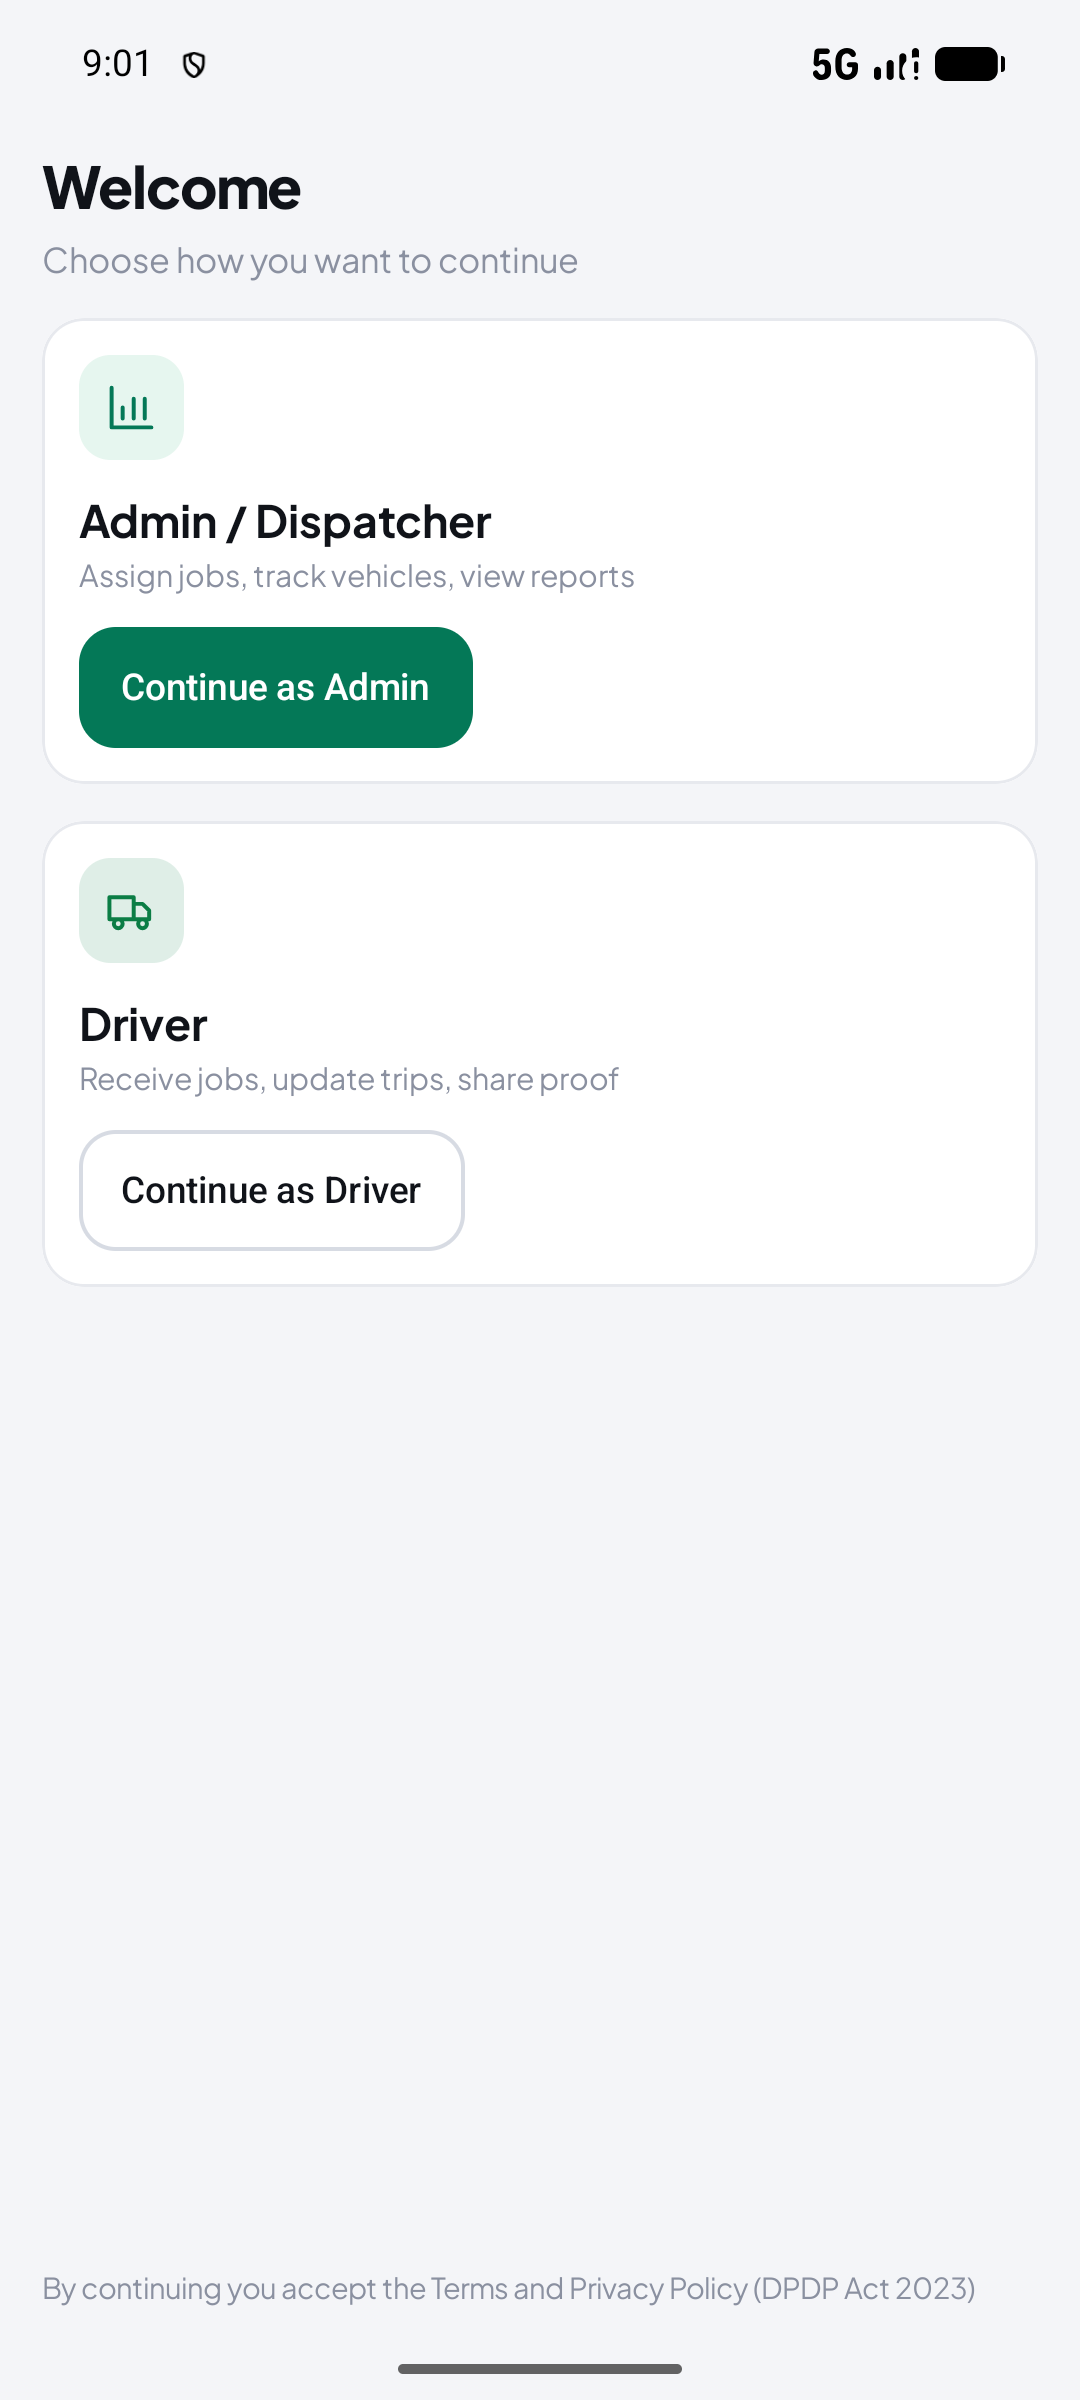 9:01
5G
Welcome
Choose how you want to continue
Admin / Dispatcher
Assign jobs, track vehicles, view reports
Continue as Admin
Driver
Receive jobs, update trips, share proof
Continue as Driver
By continuing you accept the Terms and Privacy Policy (DPDP Act 2023)